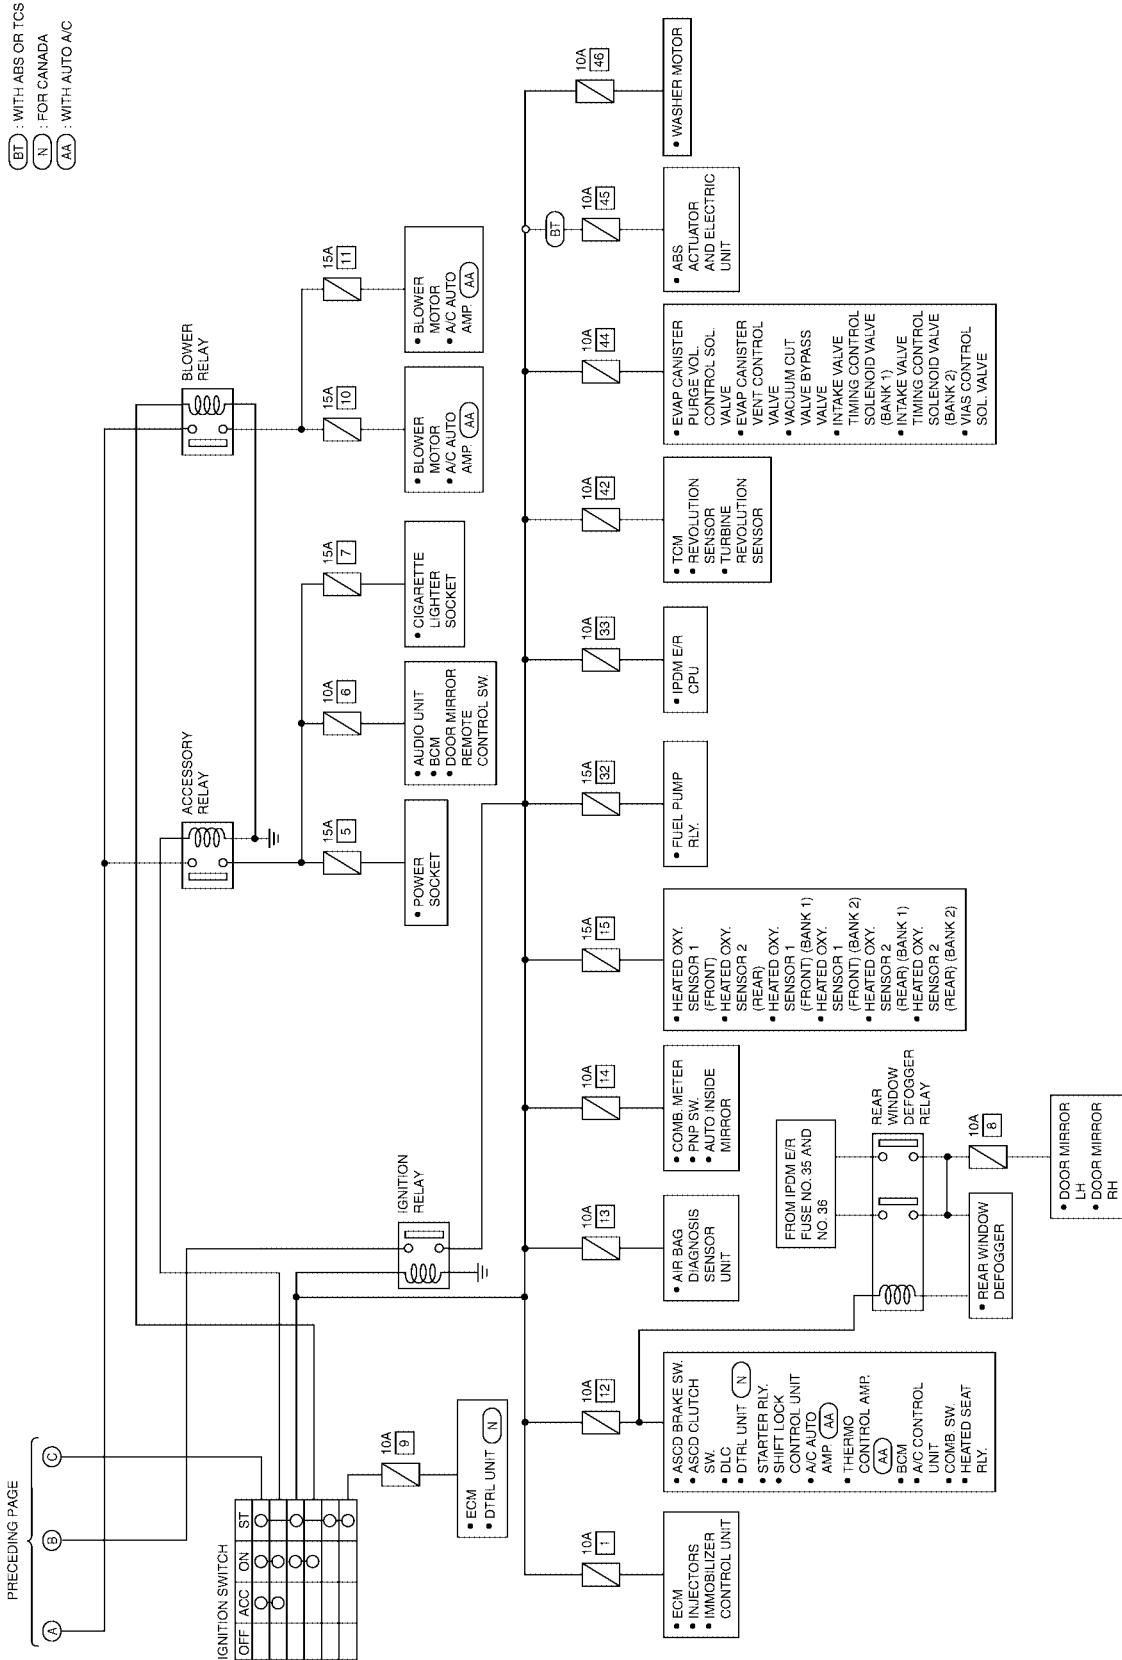 PRECEDING PAGE
A
B
C
BT : WITH ABS OR TCS
N : FOR CANADA
AA : WITH AUTO A/C
IGNITION SWITCH
OFF ACC ON ST
10A
9
• ECM
• DTRL UNIT N
IGNITION
RELAY
ACCESSORY
RELAY
BLOWER
RELAY
15A
5
• POWER
SOCKET
10A
6
• AUDIO UNIT
• BCM
• DOOR MIRROR
REMOTE
CONTROL SW.
15A
7
• CIGARETTE
LIGHTER
SOCKET
15A
10
• BLOWER
MOTOR
• A/C AUTO
AMP. AA
15A
11
• BLOWER
MOTOR
• A/C AUTO
AMP. AA
10A
1
• ECM
• INJECTORS
• IMMOBILIZER
CONTROL UNIT
10A
12
• ASCD BRAKE SW.
• ASCD CLUTCH
SW.
• DLC
• DTRL UNIT N
• STARTER RLY.
• SHIFT LOCK
CONTROL UNIT
• A/C AUTO
AMP. AA
• THERMO
CONTROL AMP.
AA
• BCM
• A/C CONTROL
UNIT
• COMB. SW.
• HEATED SEAT
RLY.
10A
13
• AIR BAG
DIAGNOSIS
SENSOR
UNIT
10A
14
• COMB. METER
• PNP SW.
• AUTO INSIDE
MIRROR
15A
15
• HEATED OXY.
SENSOR 1
(FRONT)
• HEATED OXY.
SENSOR 2
(REAR)
• HEATED OXY.
SENSOR 1
(FRONT) (BANK 1)
• HEATED OXY.
SENSOR 1
(FRONT) (BANK 2)
• HEATED OXY.
SENSOR 2
(REAR) (BANK 1)
• HEATED OXY.
SENSOR 2
(REAR) (BANK 2)
15A
32
• FUEL PUMP
RLY.
10A
33
• IPDM E/R
CPU
10A
42
• TCM
• REVOLUTION
SENSOR
• TURBINE
REVOLUTION
SENSOR
10A
44
• EVAP CANISTER
PURGE VOL.
CONTROL SOL.
VALVE
• EVAP CANISTER
VENT CONTROL
VALVE
• VACUUM CUT
VALVE BYPASS
VALVE
• INTAKE VALVE
TIMING CONTROL
SOLENOID VALVE
(BANK 1)
• INTAKE VALVE
TIMING CONTROL
SOLENOID VALVE
(BANK 2)
• VIAS CONTROL
SOL. VALVE
BT
10A
45
• ABS
ACTUATOR
AND ELECTRIC
UNIT
10A
46
• WASHER MOTOR
FROM IPDM E/R
FUSE NO. 35 AND
NO. 36
REAR
WINDOW
DEFOGGER
RELAY
• REAR WINDOW
DEFOGGER
10A
8
• DOOR MIRROR
LH
• DOOR MIRROR
RH